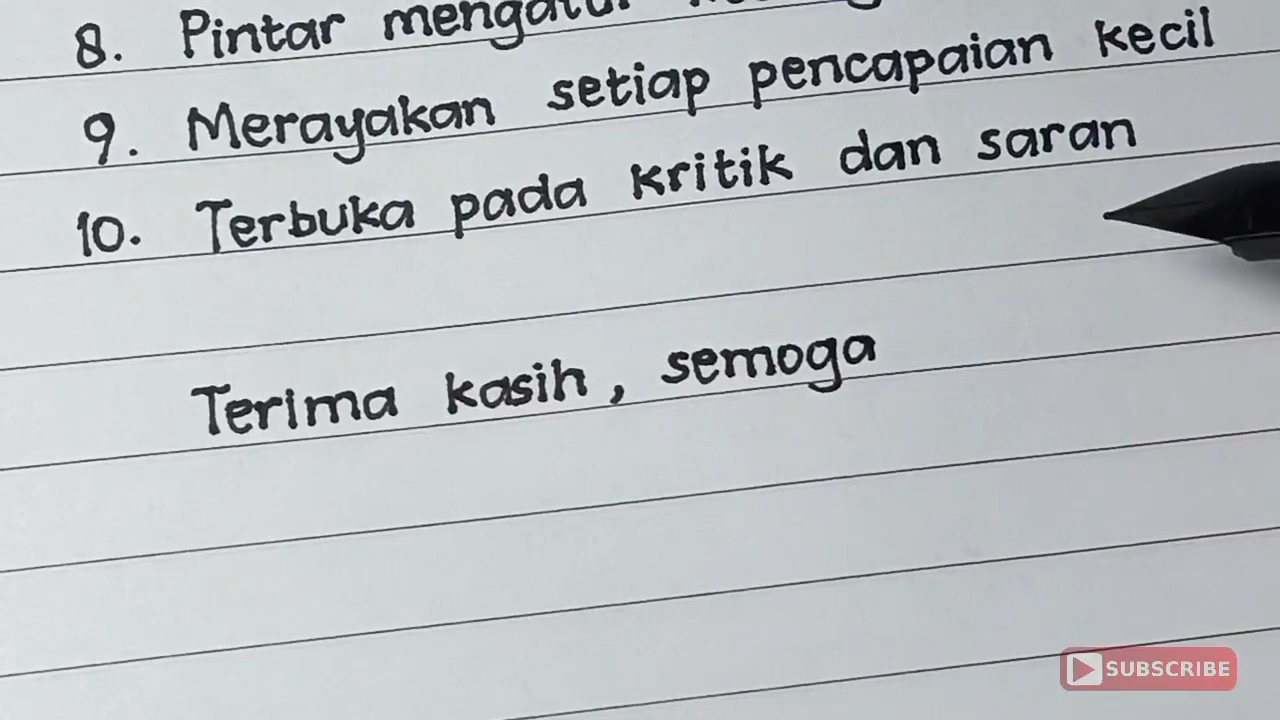 8. Pintar
9. Merayakan setiap pencapaian kecil
10. Terbuka pada kritik dan saran
Terima kasih, semoga
SUBSCRIBE